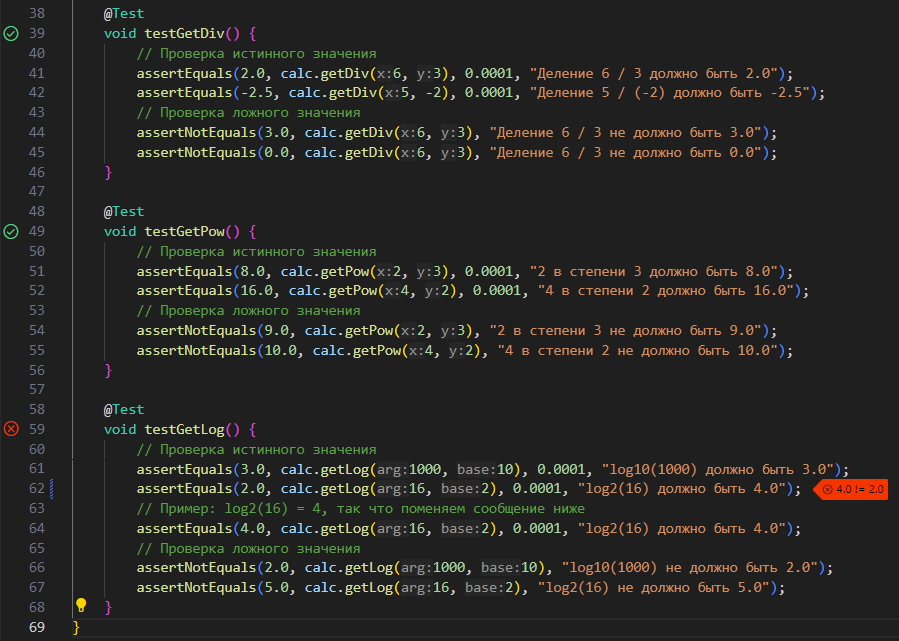 38 @Test
39 void testGetDiv() {
40 // Проверка истинного значения
41 assertEquals(2.0, calc.getDiv(x:6, y:3), 0.0001, "Деление 6 / 3 должно быть 2.0");
42 assertEquals(-2.5, calc.getDiv(x:5, -2), 0.0001, "Деление 5 / (-2) должно быть -2.5");
43 // Проверка ложного значения
44 assertNotEquals(3.0, calc.getDiv(x:6, y:3), "Деление 6 / 3 не должно быть 3.0");
45 assertNotEquals(0.0, calc.getDiv(x:6, y:3), "Деление 6 / 3 не должно быть 0.0");
46 }
47
48 @Test
49 void testGetPow() {
50 // Проверка истинного значения
51 assertEquals(8.0, calc.getPow(x:2, y:3), 0.0001, "2 в степени 3 должно быть 8.0");
52 assertEquals(16.0, calc.getPow(x:4, y:2), 0.0001, "4 в степени 2 должно быть 16.0");
53 // Проверка ложного значения
54 assertNotEquals(9.0, calc.getPow(x:2, y:3), "2 в степени 3 не должно быть 9.0");
55 assertNotEquals(10.0, calc.getPow(x:4, y:2), "4 в степени 2 не должно быть 10.0");
56 }
57
58 @Test
59 void testGetLog() {
60 // Проверка истинного значения
61 assertEquals(3.0, calc.getLog(arg:1000, base:10), 0.0001, "log10(1000) должно быть 3.0");
62 assertEquals(2.0, calc.getLog(arg:16, base:2), 0.0001, "log2(16) должно быть 4.0"); 4.0 != 2.0
63 // Пример: log2(16) = 4, так что поменяем сообщение ниже
64 assertEquals(4.0, calc.getLog(arg:16, base:2), 0.0001, "log2(16) должно быть 4.0");
65 // Проверка ложного значения
66 assertNotEquals(2.0, calc.getLog(arg:1000, base:10), "log10(1000) не должно быть 2.0");
67 assertNotEquals(5.0, calc.getLog(arg:16, base:2), "log2(16) не должно быть 5.0");
68 }
69 }